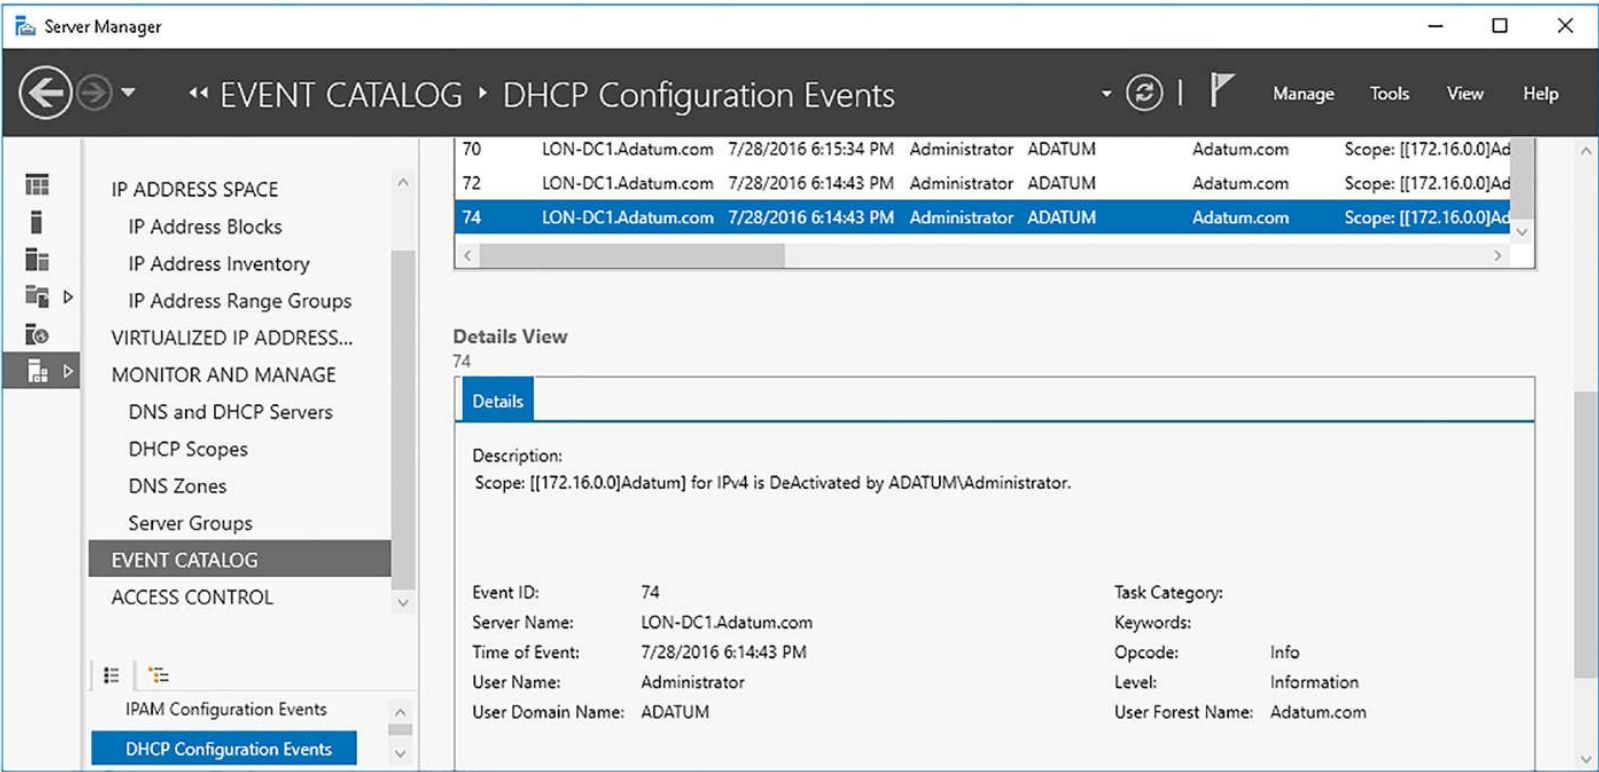 Server Manager
EVENT CATALOG DHCP Configuration Events
Manage Tools View Help
IP ADDRESS SPACE
IP Address Blocks
IP Address Inventory
IP Address Range Groups
VIRTUALIZED IP ADDRESS...
MONITOR AND MANAGE
DNS and DHCP Servers
DHCP Scopes
DNS Zones
Server Groups
EVENT CATALOG
ACCESS CONTROL
IPAM Configuration Events
DHCP Configuration Events
70 LON-DC1.Adatum.com 7/28/2016 6:15:34 PM Administrator ADATUM Adatum.com Scope: [[172.16.0.0]Ad
72 LON-DC1.Adatum.com 7/28/2016 6:14:43 PM Administrator ADATUM Adatum.com Scope: [[172.16.0.0]Ad
74 LON-DC1.Adatum.com 7/28/2016 6:14:43 PM Administrator ADATUM Adatum.com Scope: [[172.16.0.0]Ad
Details View
74
Details
Description:
Scope: [[172.16.0.0]Adatum] for IPv4 is DeActivated by ADATUM\Administrator.
Event ID: 74 Task Category:
Server Name: LON-DC1.Adatum.com Keywords:
Time of Event: 7/28/2016 6:14:43 PM Opcode: Info
User Name: Administrator Level: Information
User Domain Name: ADATUM User Forest Name: Adatum.com